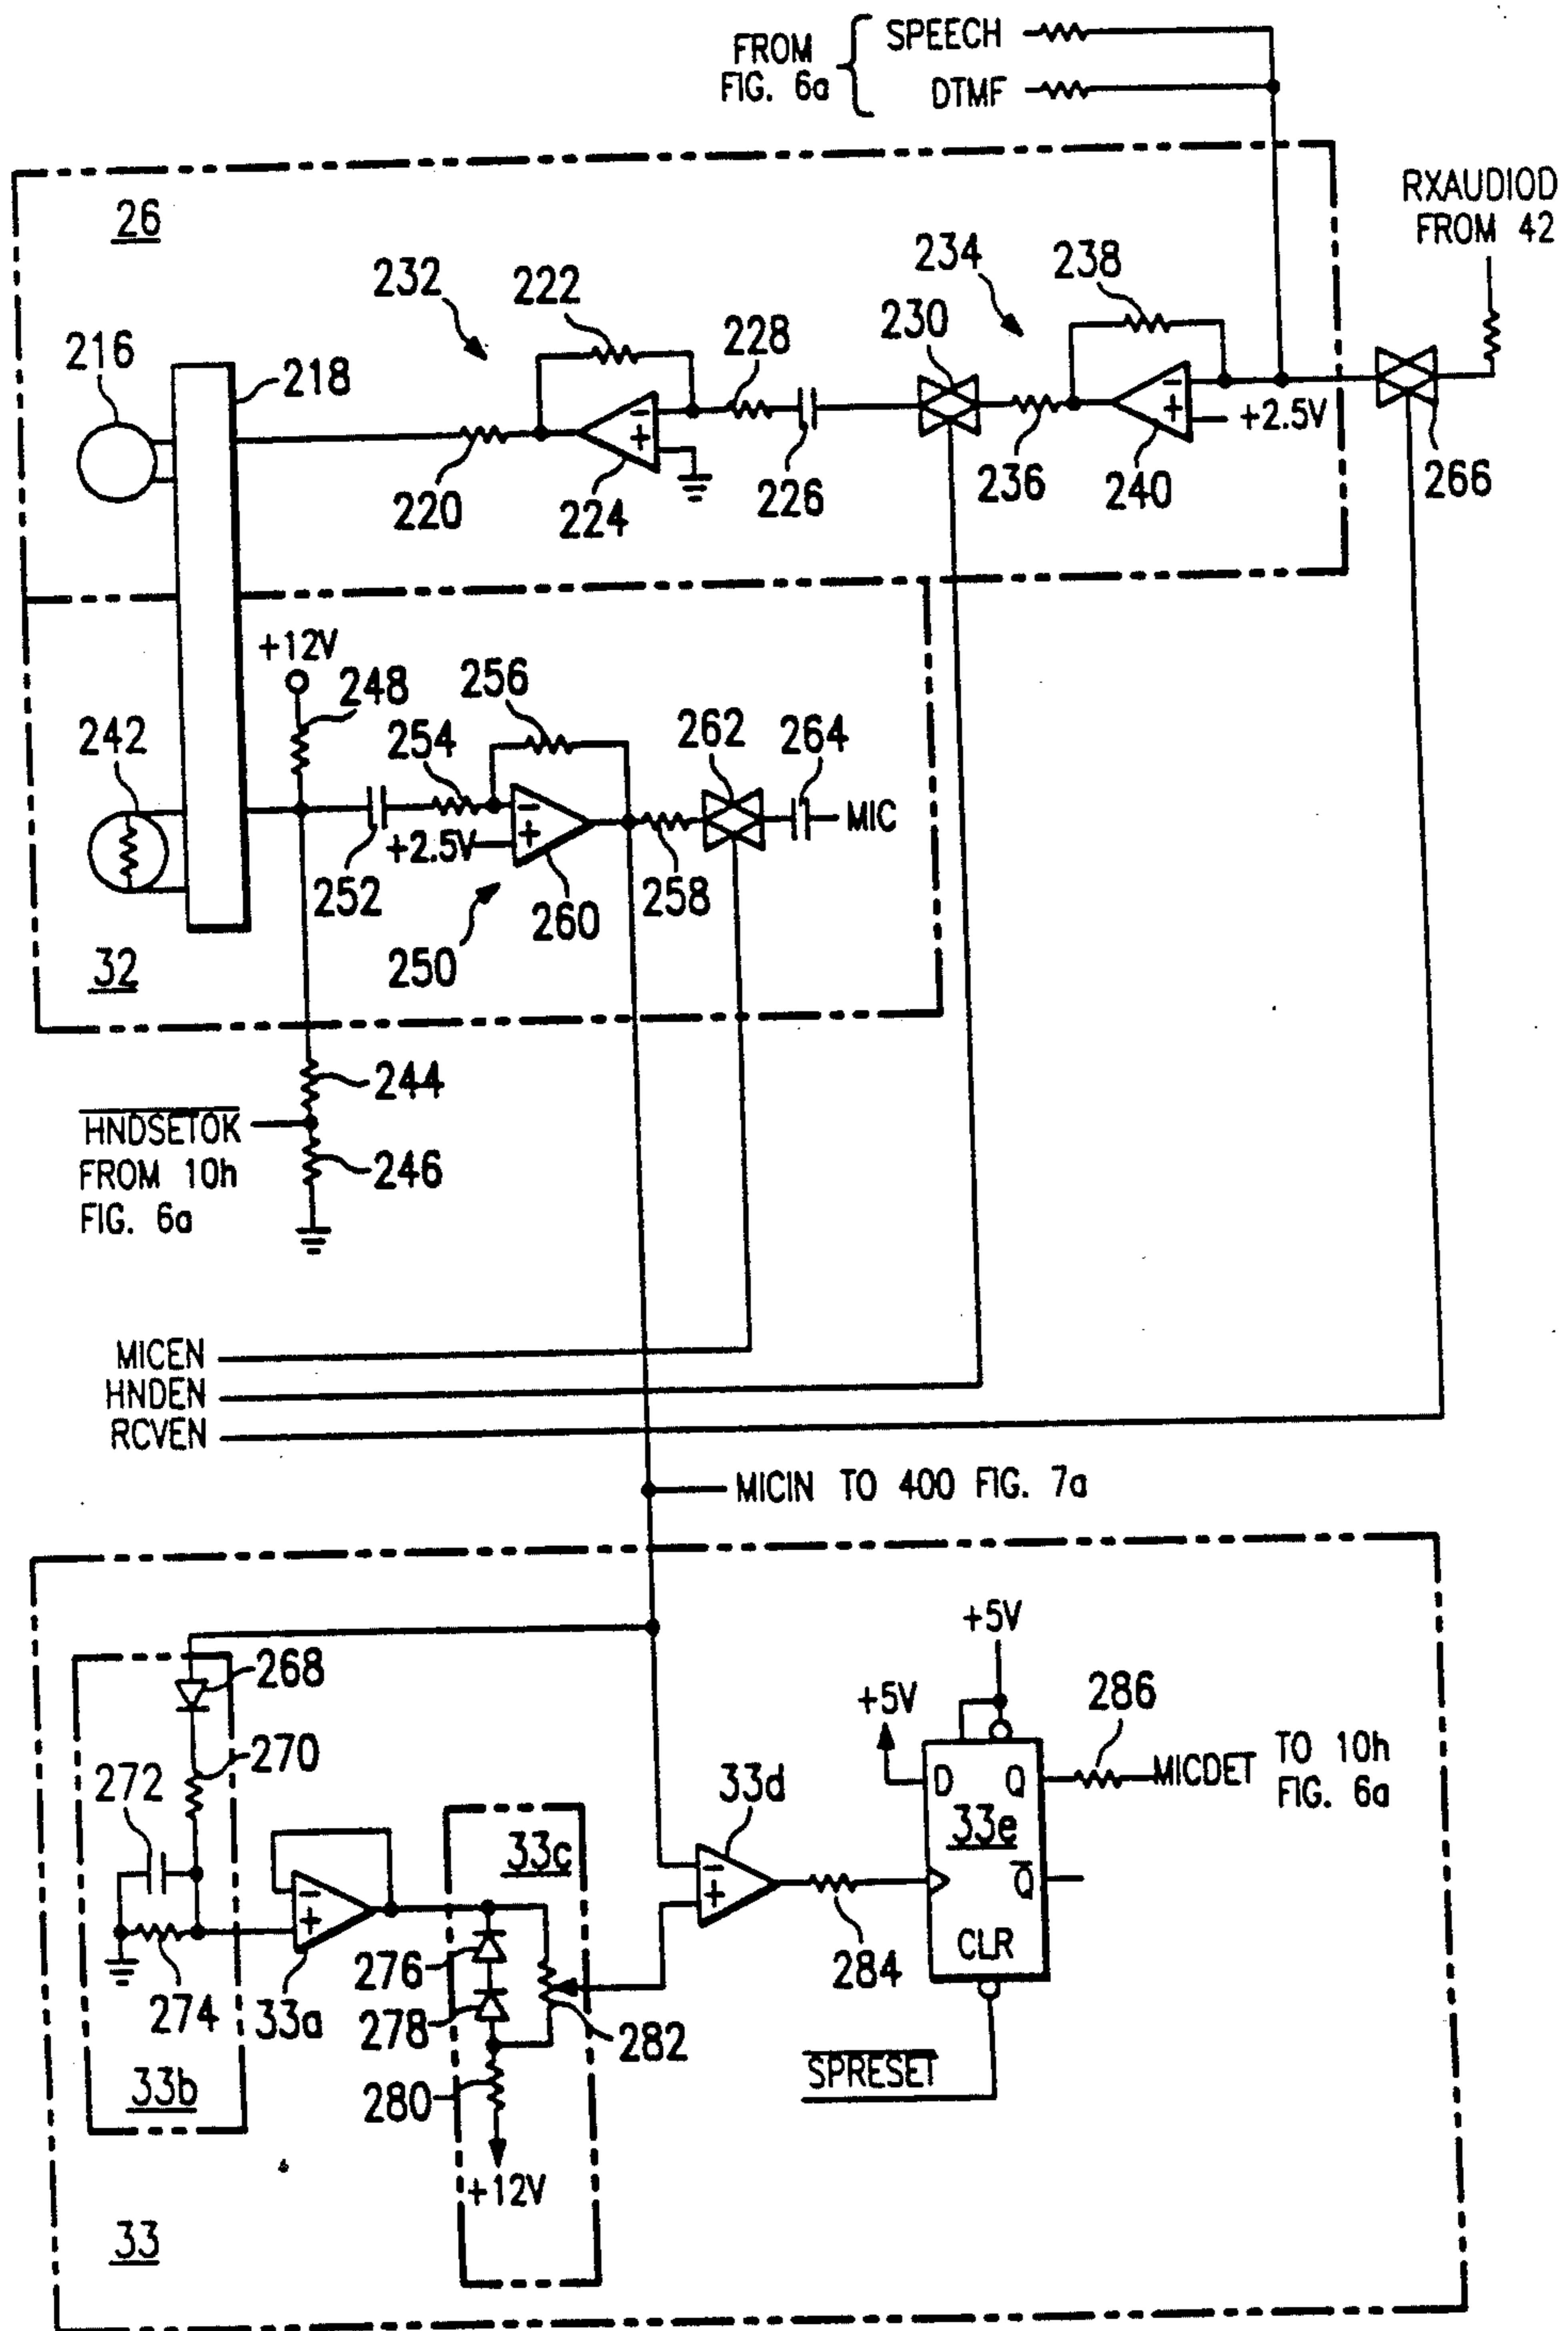 FROM
FIG. 6a
SPEECH
DTMF
RXAUDIOD
FROM 42
26
232
222
228
230
234
238
216
218
220
224
226
236
240
+2.5V
266
-
+
-
+
+12V
248
256
254
262
264
242
MIC
+2.5V
-
+
252
250
260
258
32
244
HNDSETOK
FROM 10h
FIG. 6a
246
MICEN
HNDEN
RCVEN
MICIN TO 400 FIG. 7a
+5V
268
+5V
286
270
272
D
Q
MICDET
TO 10h
FIG. 6a
33d
33e
33c
-
+
-
+
Q̅
CLR
276
284
274
33a
278
282
33b
280
SPRESET
+12V
33